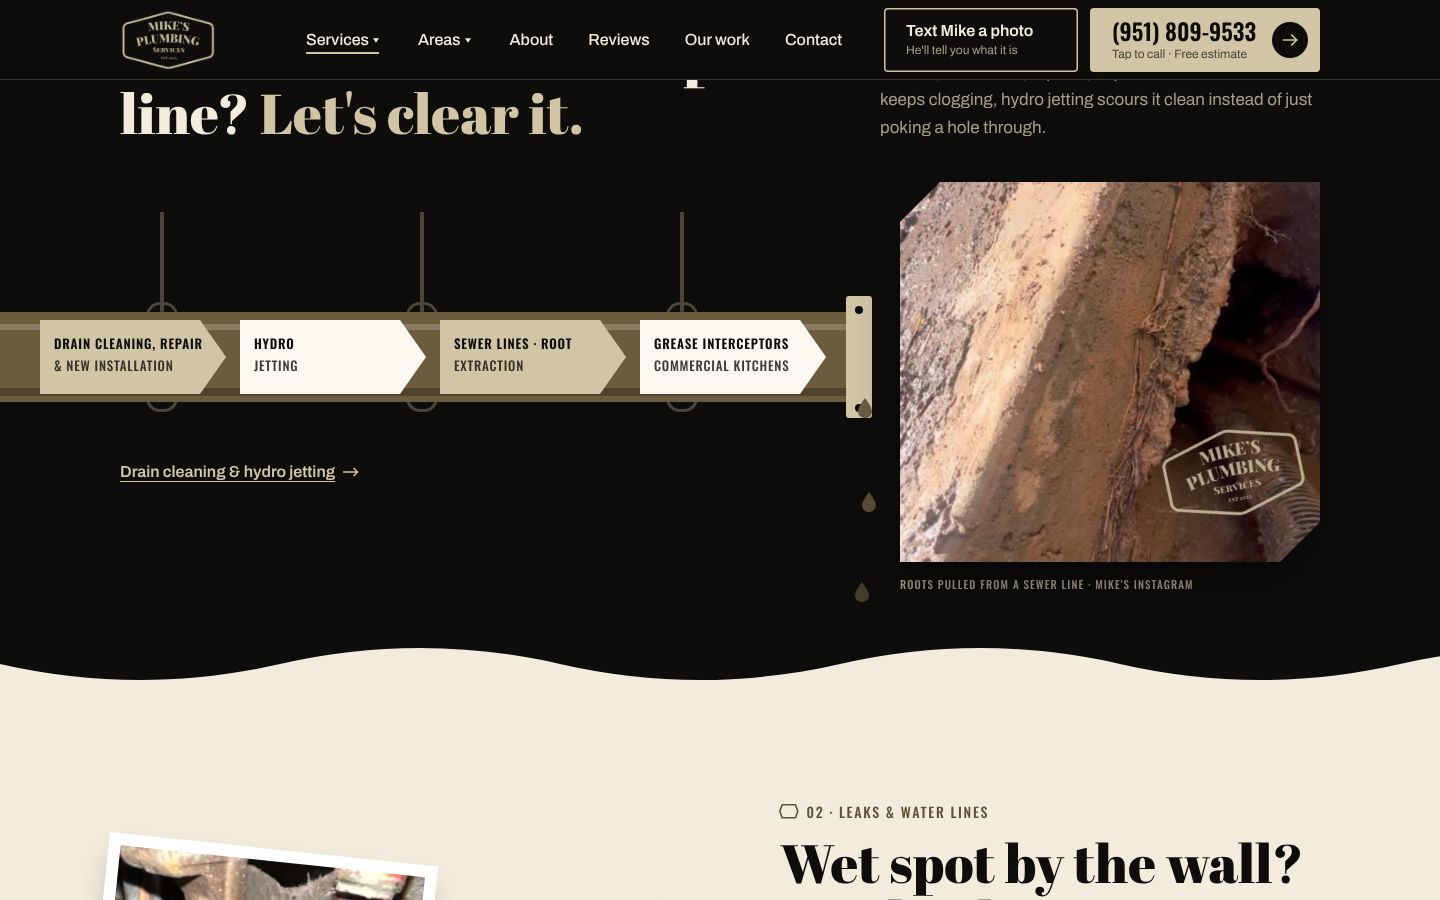 MIKE'S
PLUMBING
SERVICES
EST 2012
Services
Areas
About
Reviews
Our work
Contact
Text Mike a photo
He'll tell you what it is
(951) 809-9533
Tap to call · Free estimate
line? Let's clear it.
keeps clogging, hydro jetting scours it clean instead of just
poking a hole through.
DRAIN CLEANING, REPAIR
& NEW INSTALLATION
HYDRO
JETTING
SEWER LINES · ROOT
EXTRACTION
GREASE INTERCEPTORS
COMMERCIAL KITCHENS
Drain cleaning & hydro jetting
MIKE'S
PLUMBING
SERVICES
EST 2012
ROOTS PULLED FROM A SEWER LINE · MIKE'S INSTAGRAM
02 · LEAKS & WATER LINES
Wet spot by the wall?